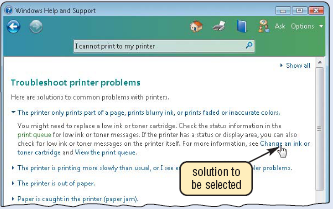 Windows Help and Support
Ask Options
I cannot print to my printer
Show all
Troubleshoot printer problems
Here are solutions to common problems with printers.
The printer only prints part of a page, prints blurry ink, or prints faded or inaccurate colors.
You might need to replace a low ink or toner cartridge. Check the status information in the
print queue for low ink or toner messages. If the printer has a status or display area, you can also
check for low ink or toner messages on the printer itself. For more information, see Change an ink or
toner cartridge and View the print queue.
The printer is printing more slowly than usual, or I see problems.
The printer is out of paper.
Paper is caught in the printer (paper jam).
solution to
be selected